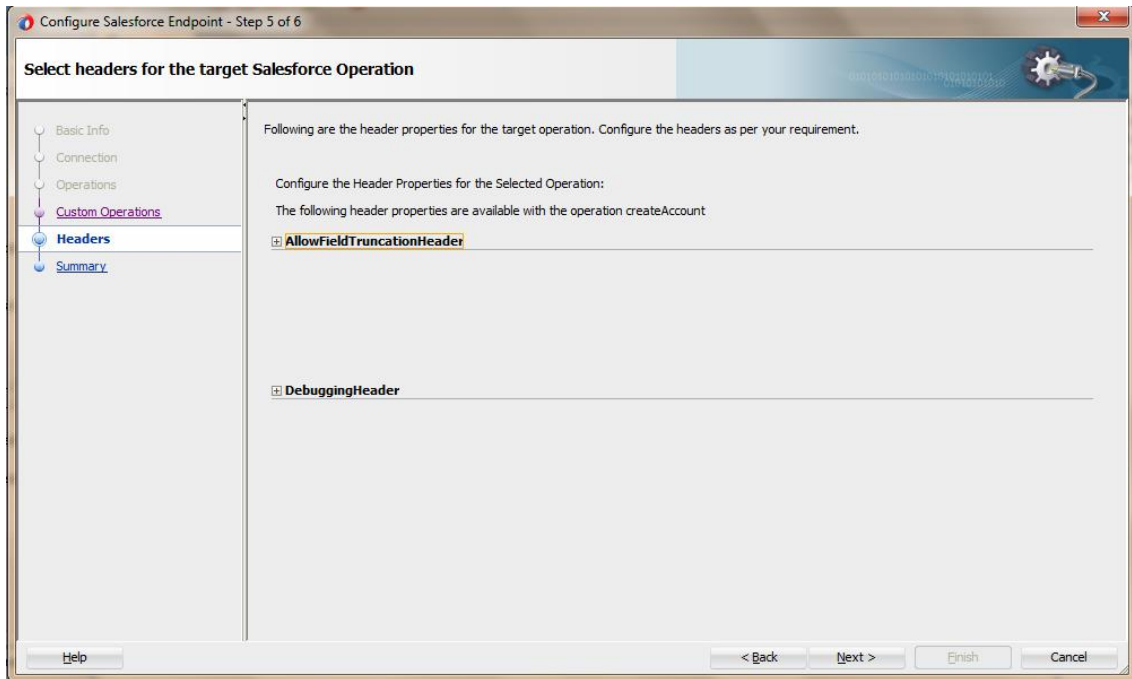 Configure Salesforce Endpoint - Step 5 of 6
Select headers for the target Salesforce Operation
Basic Info
Connection
Operations
Custom Operations
Headers
Summary
Following are the header properties for the target operation. Configure the headers as per your requirement.
Configure the Header Properties for the Selected Operation:
The following header properties are available with the operation createAccount
AllowFieldTruncationHeader
DebuggingHeader
Help
< Back
Next >
Finish
Cancel